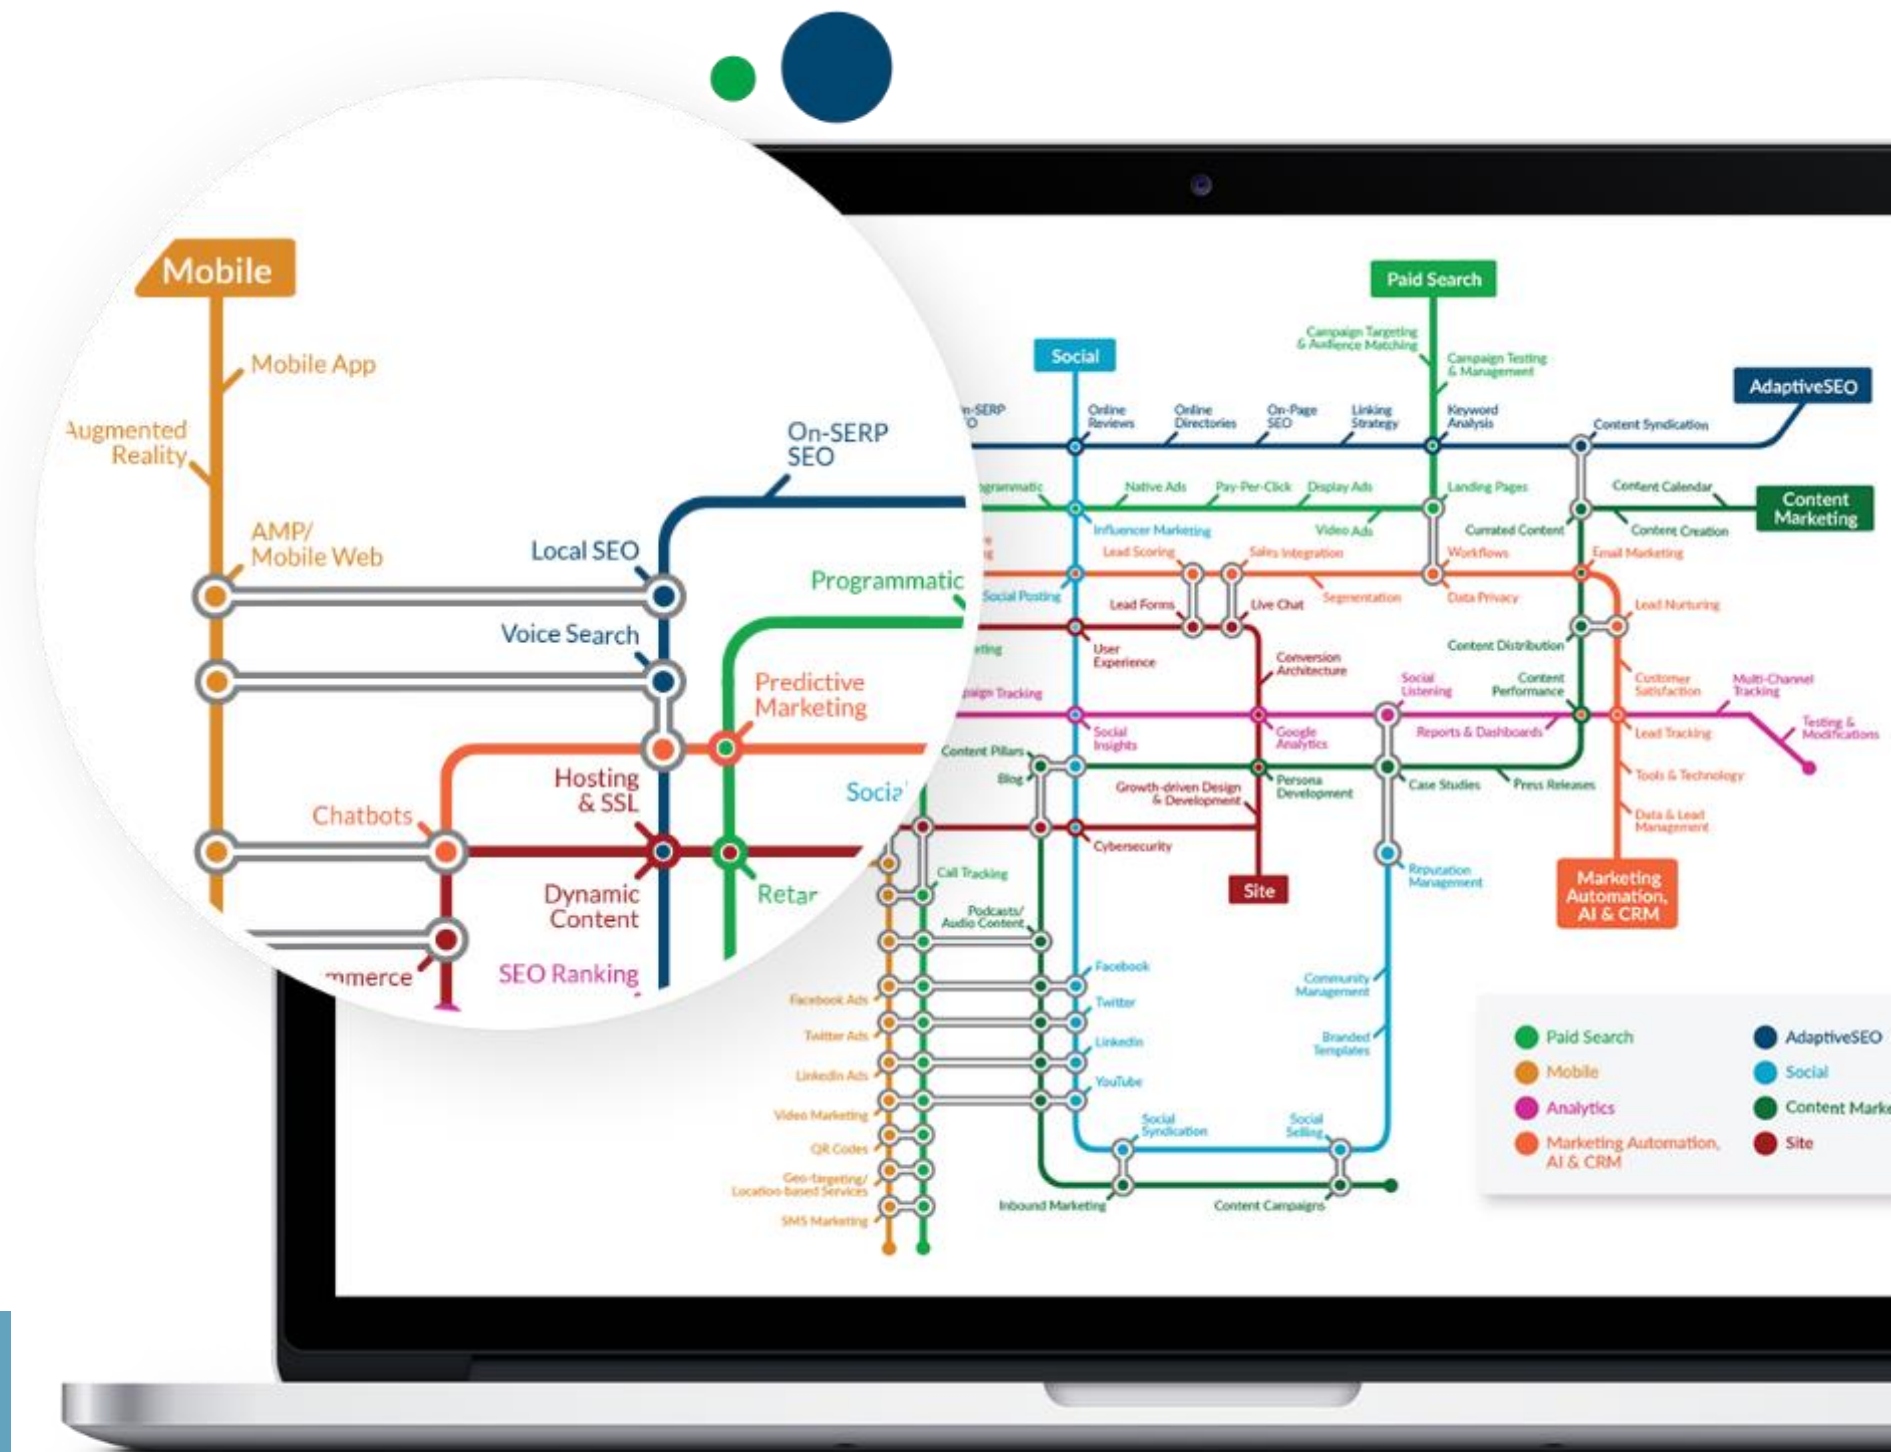 Mobile
Mobile App
Augmented
Reality
AMP/
Mobile Web
Local SEO
On-SERP
SEO
Voice Search
Programmatic
Predictive
Marketing
Hosting
& SSL
Chatbots
Dynamic
Content
SEO Ranking
Paid Search
Campaign Targeting
& Audience Matching
Campaign Testing
& Management
Social
AdaptiveSEO
Online
Reviews
Online
Directories
On-Page
SEO
Linking
Strategy
Keyword
Analysis
Content Syndication
Native Ads
Pay-Per-Click
Display Ads
Landing Pages
Content Calendar
Content
Marketing
Influencer Marketing
Video Ads
Currated Content
Content Creation
Lead Scoring
Sales Integration
Workflows
Email Marketing
Social Posting
Lead Forms
Live Chat
Segmentation
Data Privacy
Lead Nurturing
User
Experience
Conversion
Architecture
Content Distribution
Social
Listening
Content
Performance
Customer
Satisfaction
Multi-Channel
Tracking
Tracking
Social
Insights
Google
Analytics
Reports & Dashboards
Lead Tracking
Testing &
Modifications
Content Pillars
Blog
Growth-driven Design
& Development
Persona
Development
Case Studies
Press Releases
Tools & Technology
Cybersecurity
Data & Lead
Management
Call Tracking
Site
Reputation
Management
Marketing
Automation,
AI & CRM
Podcasts/
Audio Content
Facebook
Community
Management
Facebook Ads
Twitter
Twitter Ads
LinkedIn
Branded
Templates
LinkedIn Ads
YouTube
Video Marketing
Social
Syndication
Social
Selling
QR Codes
Geo-targeting/
Location-based Services
SMS Marketing
Inbound Marketing
Content Campaigns
Paid Search
AdaptiveSEO
Mobile
Social
Analytics
Content
Marketing Automation,
AI & CRM
Site